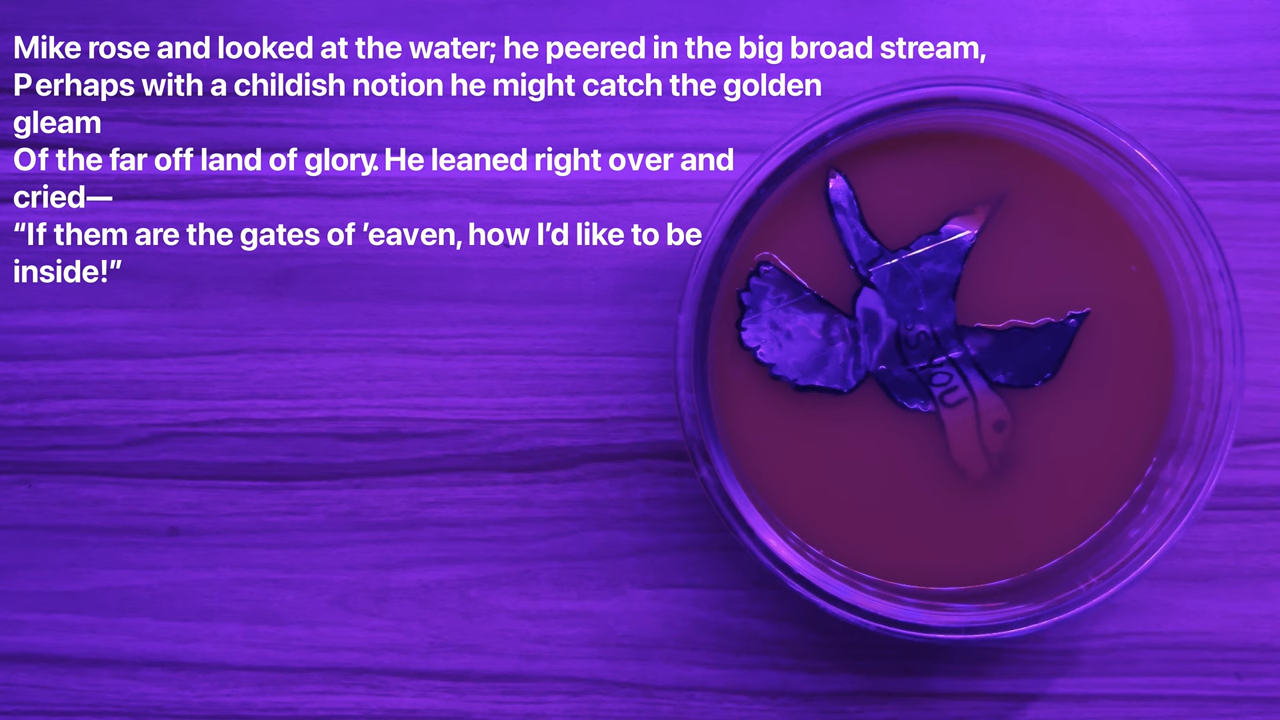 Mike rose and looked at the water; he peered in the big broad stream,
Perhaps with a childish notion he might catch the golden
gleam
Of the far off land of glory. He leaned right over and
cried—
“If them are the gates of ’eaven, how I’d like to be
inside!”
S YOU